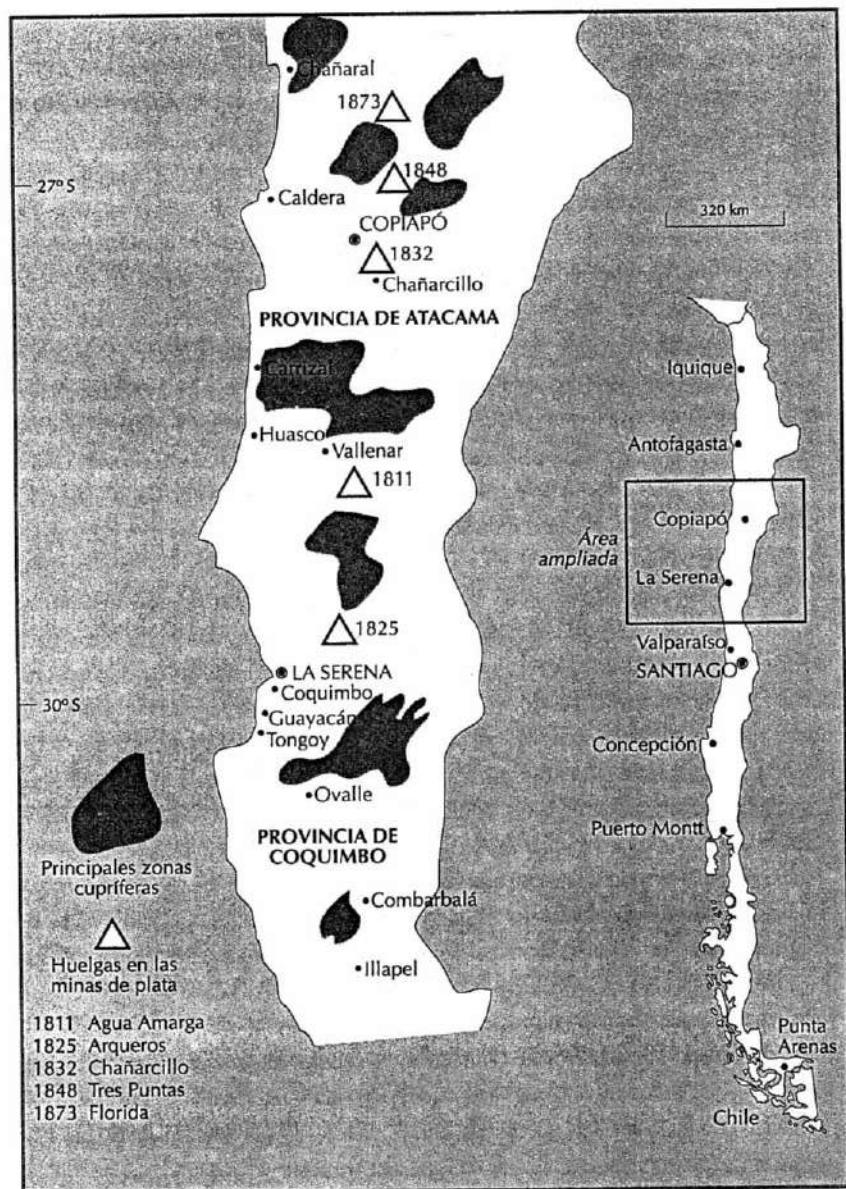 Chañaral
1873
1848
27° S
Caldera
COPIAPÓ
1832
Chañarcillo
PROVINCIA DE ATACAMA
Carrizal
Huasco
Vallenar
1811
1825
LA SERENA
Coquimbo
30° S
Guayacán
Tongoy
Ovalle
PROVINCIA DE
COQUIMBO
Combarbalá
Illapel
Principales zonas
cupríferas
Huelgas en las
minas de plata
1811 Agua Amarga
1825 Arqueros
1832 Chañarcillo
1848 Tres Puntas
1873 Florida
320 km
Iquique
Antofagasta
Área
ampliada
Copiapó
La Serena
Valparaíso
SANTIAGO
Concepción
Puerto Montt
Punta
Arenas
Chile